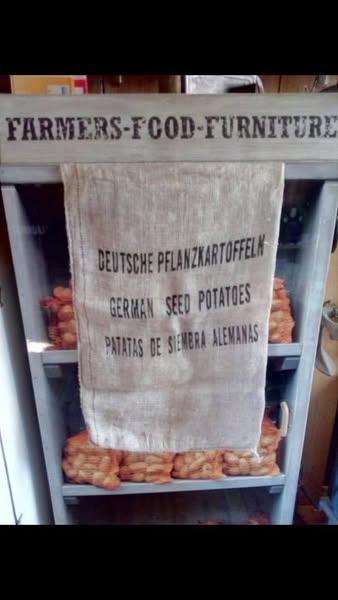 FARMERS-FOOD-FURNITURE
DEUTSCHE PFLANZKARTOFFELN
GERMAN SEED POTATOES
PATATAS DE SIEMBRA ALEMANAS